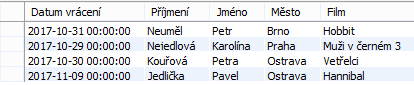 Datum vrácení Příjmení Jméno Město Film
2017-10-31 00:00:00 Neuměl Petr Brno Hobbit
2017-10-29 00:00:00 Nejedlová Karolína Praha Muži v černém 3
2017-10-30 00:00:00 Kouřová Petra Ostrava Vetřelci
2017-11-09 00:00:00 Jedlička Pavel Ostrava Hannibal